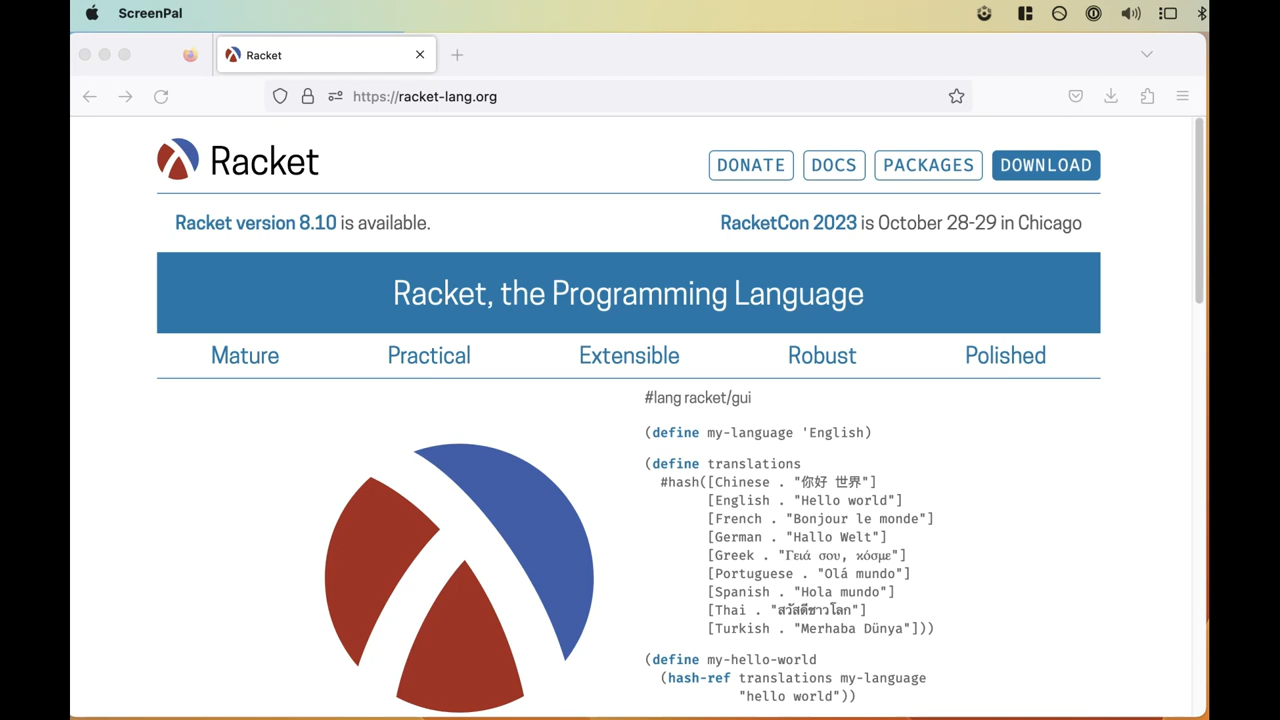 ScreenPal
Racket
https://racket-lang.org
Racket
DONATE DOCS PACKAGES DOWNLOAD
Racket version 8.10 is available. RacketCon 2023 is October 28-29 in Chicago
Racket, the Programming Language
Mature Practical Extensible Robust Polished
#lang racket/gui
(define my-language 'English)
(define translations
#hash([Chinese . "你好 世界"]
[English . "Hello world"]
[French . "Bonjour le monde"]
[German . "Hallo Welt"]
[Greek . "Γειά σου, κόσμε"]
[Portuguese . "Olá mundo"]
[Spanish . "Hola mundo"]
[Thai . "สวัสดีชาวโลก"]
[Turkish . "Merhaba Dünya"]))
(define my-hello-world
(hash-ref translations my-language
"hello world"))